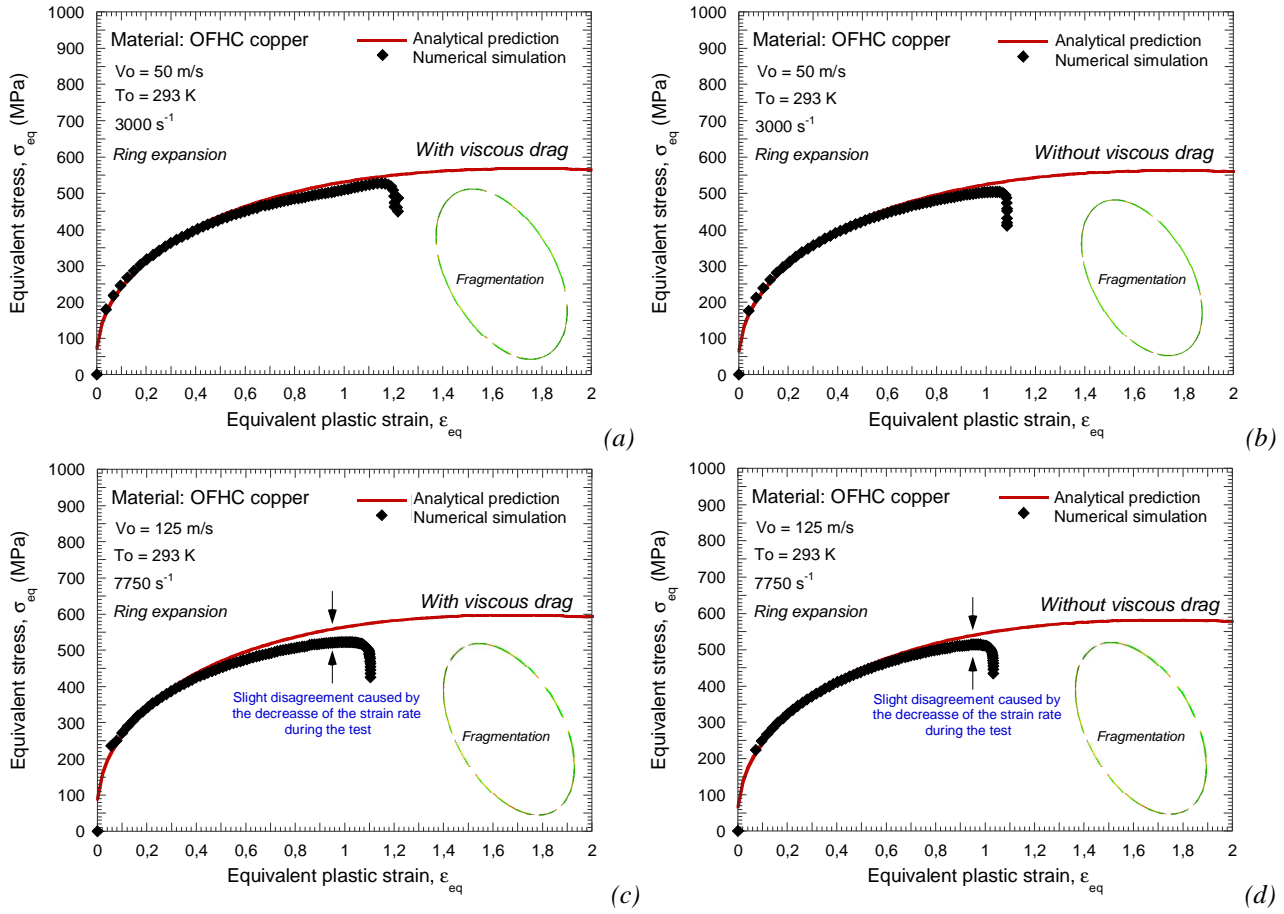 1000
900
800
700
600
500
400
300
200
100
0
Equivalent stress, σeq (MPa)
Material: OFHC copper
Vo = 50 m/s
To = 293 K
3000 s-1
Ring expansion
Analytical prediction
Numerical simulation
With viscous drag
Fragmentation
0 0,2 0,4 0,6 0,8 1 1,2 1,4 1,6 1,8 2
Equivalent plastic strain, εeq
(a)
1000
900
800
700
600
500
400
300
200
100
0
Equivalent stress, σeq (MPa)
Material: OFHC copper
Vo = 50 m/s
To = 293 K
3000 s-1
Ring expansion
Analytical prediction
Numerical simulation
Without viscous drag
Fragmentation
0 0,2 0,4 0,6 0,8 1 1,2 1,4 1,6 1,8 2
Equivalent plastic strain, εeq
(b)
1000
900
800
700
600
500
400
300
200
100
0
Equivalent stress, σeq (MPa)
Material: OFHC copper
Vo = 125 m/s
To = 293 K
7750 s-1
Ring expansion
Analytical prediction
Numerical simulation
With viscous drag
Slight disagreement caused by
the decreasse of the strain rate
during the test
Fragmentation
0 0,2 0,4 0,6 0,8 1 1,2 1,4 1,6 1,8 2
Equivalent plastic strain, εeq
(c)
1000
900
800
700
600
500
400
300
200
100
0
Equivalent stress, σeq (MPa)
Material: OFHC copper
Vo = 125 m/s
To = 293 K
7750 s-1
Ring expansion
Analytical prediction
Numerical simulation
Without viscous drag
Slight disagreement caused by
the decreasse of the strain rate
during the test
Fragmentation
0 0,2 0,4 0,6 0,8 1 1,2 1,4 1,6 1,8 2
Equivalent plastic strain, εeq
(d)